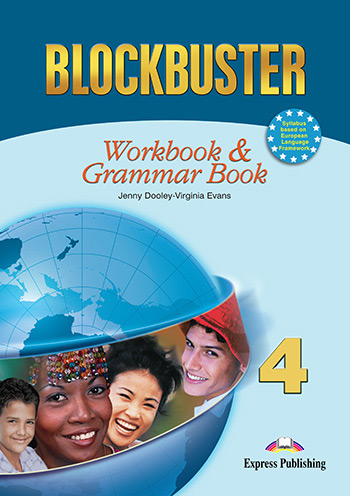 BLOCKBUSTER
Syllabus
based on
European
Language
Framework
Workbook &
Grammar Book
Jenny Dooley-Virginia Evans
4
Express Publishing